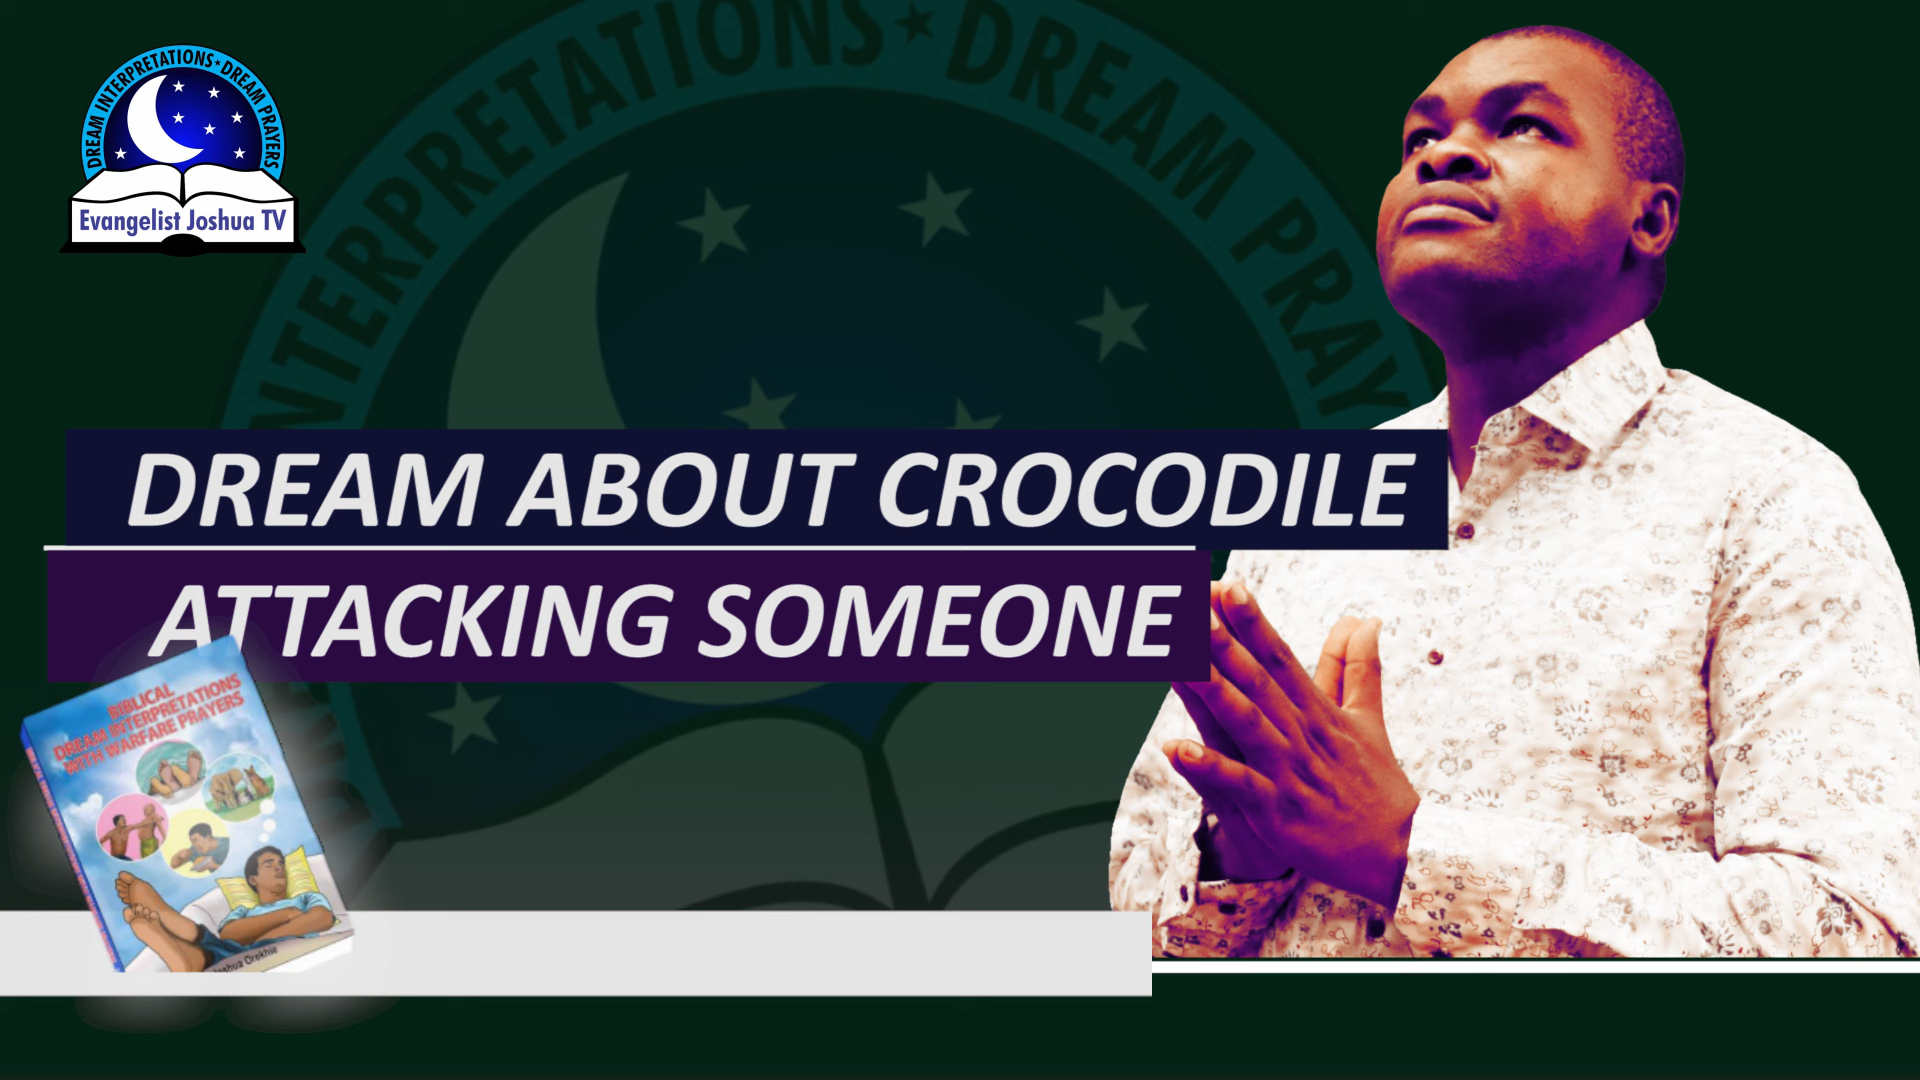 DREAM INTERPRETATIONS★DREAM PRAYERS
Evangelist Joshua TV
INTERPRETATIONS★DREAM PRAY
DREAM ABOUT CROCODILE
ATTACKING SOMEONE
BIBLICAL
DREAM INTERPRETATIONS
WITH WARFARE PRAYERS
Joshua Orekhie